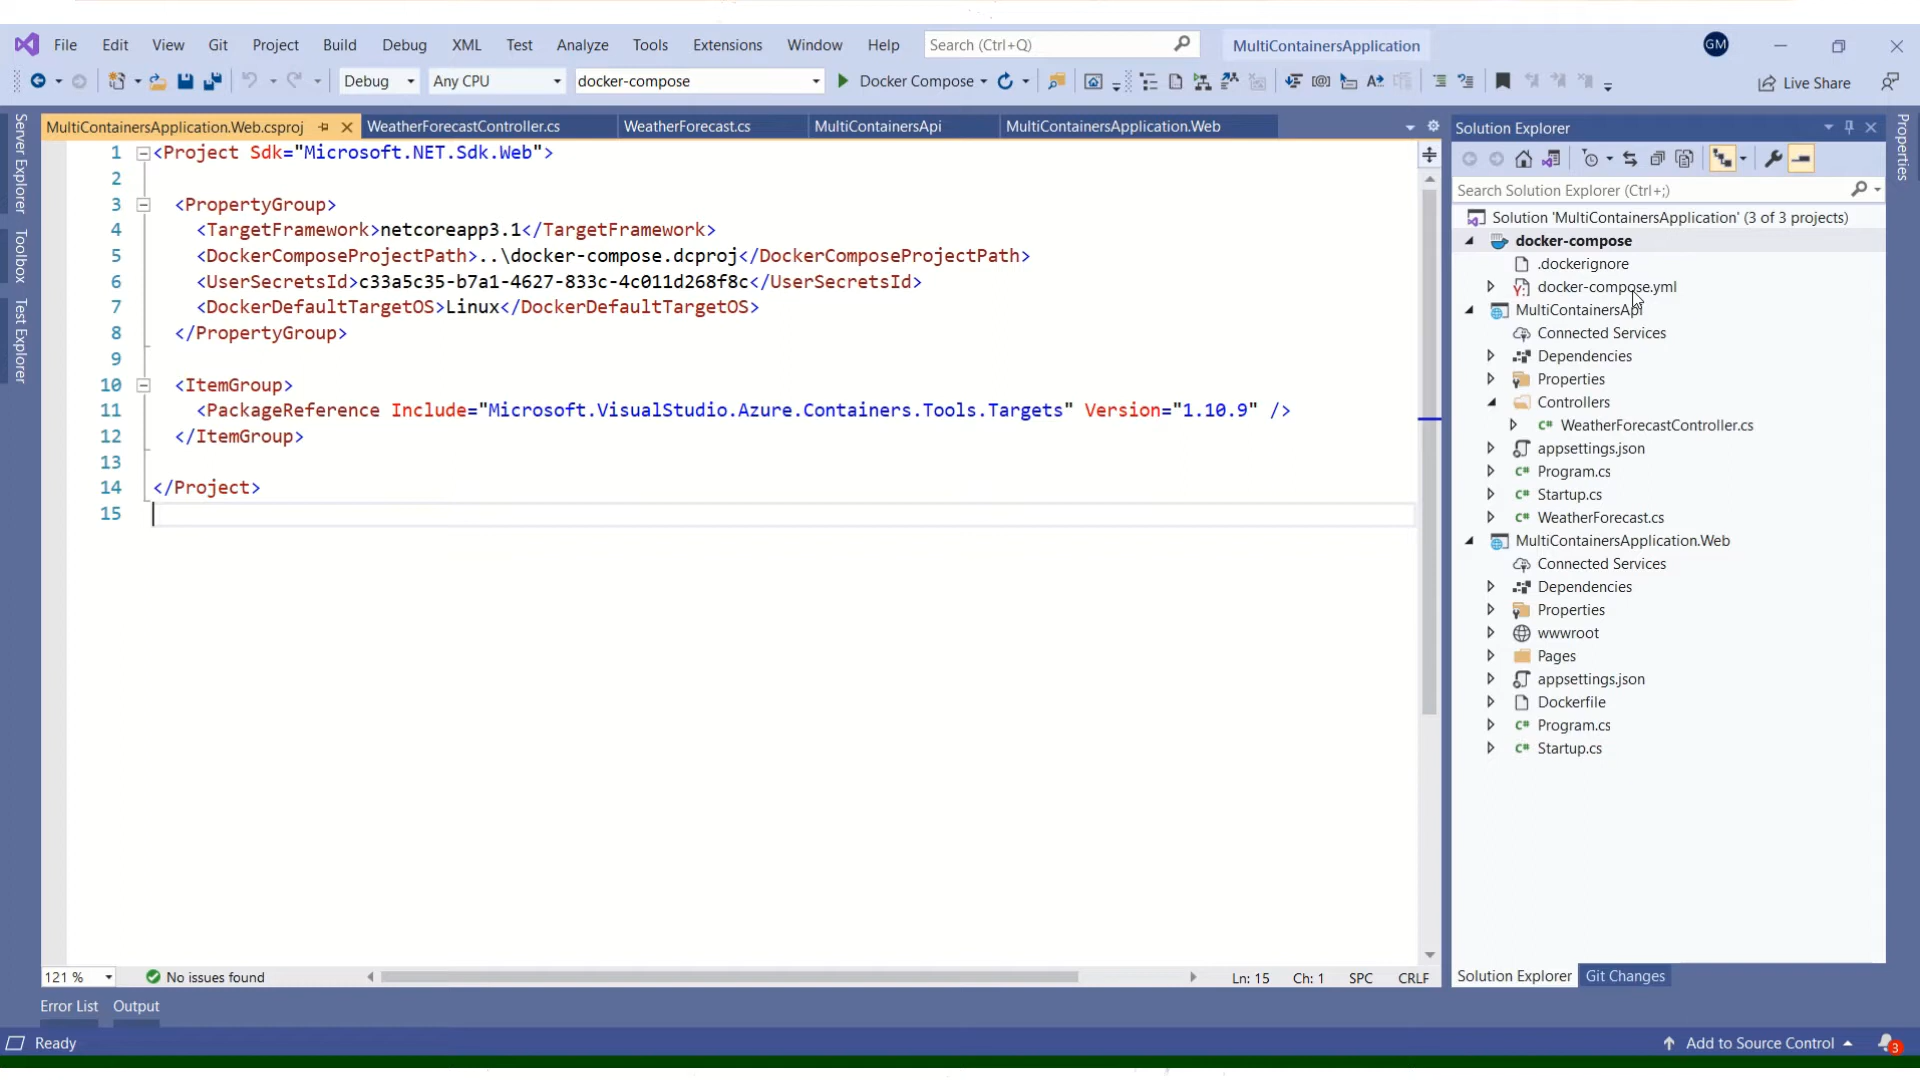 File Edit View Git Project Build Debug XML Test Analyze Tools Extensions Window Help Search (Ctrl+Q) MultiContainersApplication GM
Debug Any CPU docker-compose Docker Compose Live Share
Server Explorer
Toolbox
Test Explorer
MultiContainersApplication.Web.csproj WeatherForecastController.cs WeatherForecast.cs MultiContainersApi MultiContainersApplication.Web
1 <Project Sdk="Microsoft.NET.Sdk.Web">
2
3 <PropertyGroup>
4 <TargetFramework>netcoreapp3.1</TargetFramework>
5 <DockerComposeProjectPath>..\docker-compose.dcproj</DockerComposeProjectPath>
6 <UserSecretsId>c33a5c35-b7a1-4627-833c-4c011d268f8c</UserSecretsId>
7 <DockerDefaultTargetOS>Linux</DockerDefaultTargetOS>
8 </PropertyGroup>
9
10 <ItemGroup>
11 <PackageReference Include="Microsoft.VisualStudio.Azure.Containers.Tools.Targets" Version="1.10.9" />
12 </ItemGroup>
13
14 </Project>
15
121 % No issues found Ln: 15 Ch: 1 SPC CRLF
Solution Explorer
Search Solution Explorer (Ctrl+;)
Solution 'MultiContainersApplication' (3 of 3 projects)
docker-compose
.dockerignore
docker-compose.yml
MultiContainersApi
Connected Services
Dependencies
Properties
Controllers
C# WeatherForecastController.cs
appsettings.json
C# Program.cs
C# Startup.cs
C# WeatherForecast.cs
MultiContainersApplication.Web
Connected Services
Dependencies
Properties
wwwroot
Pages
appsettings.json
Dockerfile
C# Program.cs
C# Startup.cs
Solution Explorer Git Changes
Properties
Error List Output
Ready Add to Source Control 3